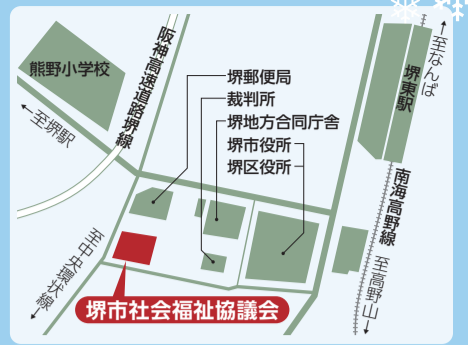 熊野小学校
←至堺駅
阪神高速道路堺線
堺郵便局
裁判所
堺地方合同庁舎
堺市役所
堺区役所
←至なんば
堺東駅
南海高野線
至高野山→
至中央環状線→
堺市社会福祉協議会